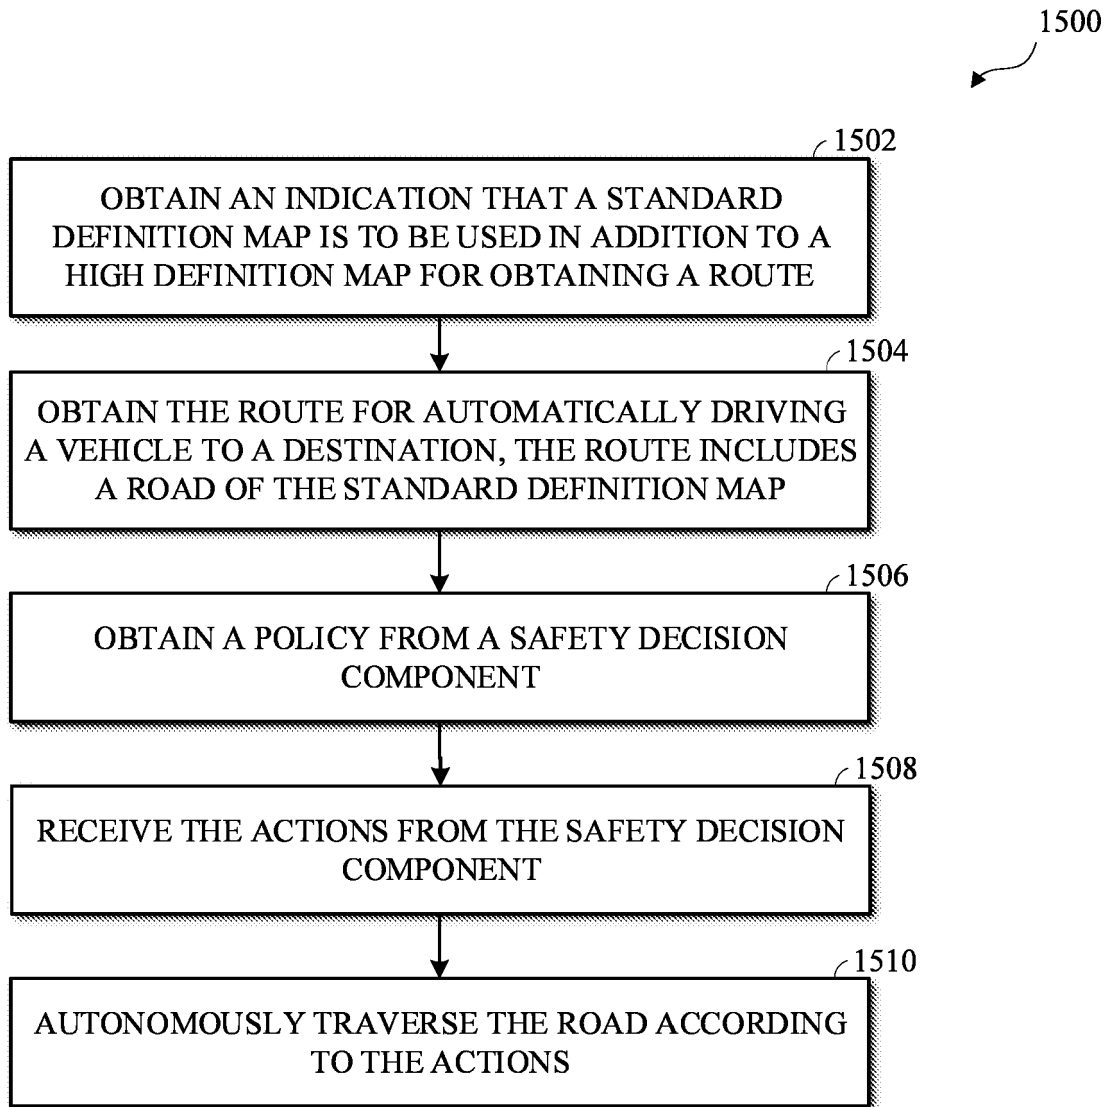 1500
1502
OBTAIN AN INDICATION THAT A STANDARD
DEFINITION MAP IS TO BE USED IN ADDITION TO A
HIGH DEFINITION MAP FOR OBTAINING A ROUTE
1504
OBTAIN THE ROUTE FOR AUTOMATICALLY DRIVING
A VEHICLE TO A DESTINATION, THE ROUTE INCLUDES
A ROAD OF THE STANDARD DEFINITION MAP
1506
OBTAIN A POLICY FROM A SAFETY DECISION
COMPONENT
1508
RECEIVE THE ACTIONS FROM THE SAFETY DECISION
COMPONENT
1510
AUTONOMOUSLY TRAVERSE THE ROAD ACCORDING
TO THE ACTIONS